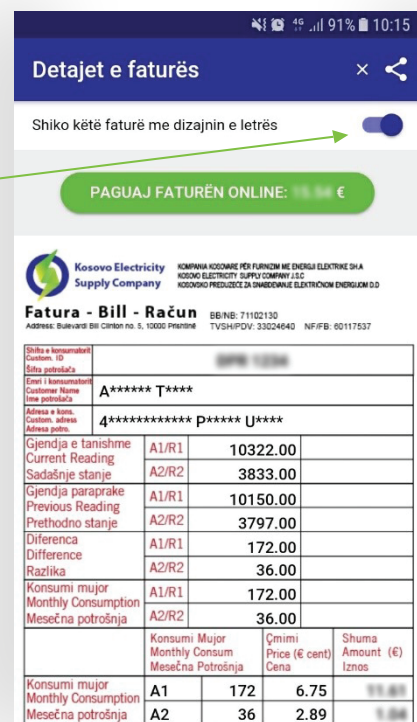 4G 91% 10:15
Detajet e faturës
Shiko këtë faturë me dizajnin e letrës
PAGUAJ FATURËN ONLINE: €
Kosovo Electricity
Supply Company
KOMPANIA KOSOVARE PËR FURNIZIM ME ENERGJI ELEKTRIKE SH.A
KOSOVO ELECTRICITY SUPPLY COMPANY J.S.C
KOSOVSKO PREDUZEĆE ZA SNABDEVANJE ELEKTRIČNOM ENERGIJOM D.D
Fatura - Bill - Račun
BB/NB: 71102130
Address: Bulevardi Bill Clinton no. 5, 10000 Prishtinë
TVSH/PDV: 33024640 NF/FB: 60117537
Shifra e konsumatorit
Custom. ID
Šifra potrošača
Emri i konsumatorit
Customer Name
Ime potrošača
A****** T****
Adresa e kons.
Custom. adress
Adresa potro.
4************ P***** U****
Gjendja e tanishme
Current Reading
Sadašnje stanje
A1/R1 10322.00
A2/R2 3833.00
Gjendja paraprake
Previous Reading
Prethodno stanje
A1/R1 10150.00
A2/R2 3797.00
Diferenca
Difference
Razlika
A1/R1 172.00
A2/R2 36.00
Konsumi mujor
Monthly Consumption
Mesečna potrošnja
A1/R1 172.00
A2/R2 36.00
Konsumi Mujor
Monthly Consum
Mesečna Potrošnja
Çmimi
Price (€ cent)
Cena
Shuma
Amount (€)
Iznos
Konsumi mujor
Monthly Consumption
Mesečna potrošnja
A1 172 6.75
A2 36 2.89